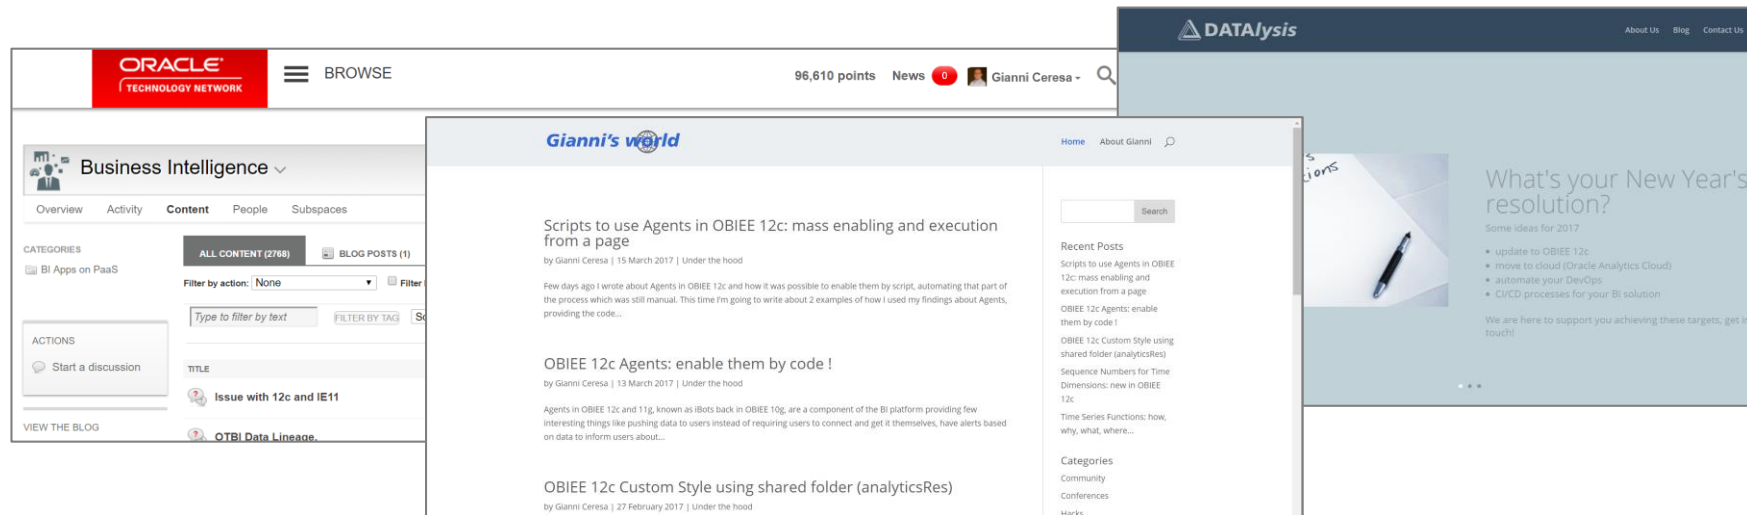 ORACLE
TECHNOLOGY NETWORK
BROWSE
96,610 points News 0 Gianni Ceresa
Business Intelligence
Overview Activity Content People Subspaces
CATEGORIES
BI Apps on PaaS
ALL CONTENT (2768) BLOG POSTS (1)
Filter by action: None Filter
Type to filter by text FILTER BY TAG
ACTIONS
Start a discussion
TITLE
Issue with 12c and IE11
VIEW THE BLOG
OTBI Data Lineage.
Gianni's world
Home About Gianni
Scripts to use Agents in OBIEE 12c: mass enabling and execution
from a page
by Gianni Ceresa | 15 March 2017 | Under the hood
Few days ago I wrote about Agents in OBIEE 12c and how it was possible to enable them by script, automating that part of
the process which was still manual. This time I'm going to write about 2 examples of how I used my findings about Agents,
providing the code...
OBIEE 12c Agents: enable them by code !
by Gianni Ceresa | 13 March 2017 | Under the hood
Agents in OBIEE 12c and 11g, known as iBots back in OBIEE 10g, are a component of the BI platform providing few
interesting things like pushing data to users instead of requiring users to connect and get it themselves, have alerts based
on data to inform users about...
OBIEE 12c Custom Style using shared folder (analyticsRes)
by Gianni Ceresa | 27 February 2017 | Under the hood
Search
Recent Posts
Scripts to use Agents in OBIEE
12c: mass enabling and
execution from a page
OBIEE 12c Agents: enable
them by code !
OBIEE 12c Custom Style using
shared folder (analyticsRes)
Sequence Numbers for Time
Dimensions: new in OBIEE
12c
Time Series Functions: how,
why, what, where...
Categories
Community
Conferences
Hacks
DATAlysis
About Us Blog Contact Us
What's your New Year's
resolution?
Some ideas for 2017
update to OBIEE 12c
move to cloud (Oracle Analytics Cloud)
automate your DevOps
CI/CD processes for your BI solution
We are here to support you achieving these targets, get in
touch!